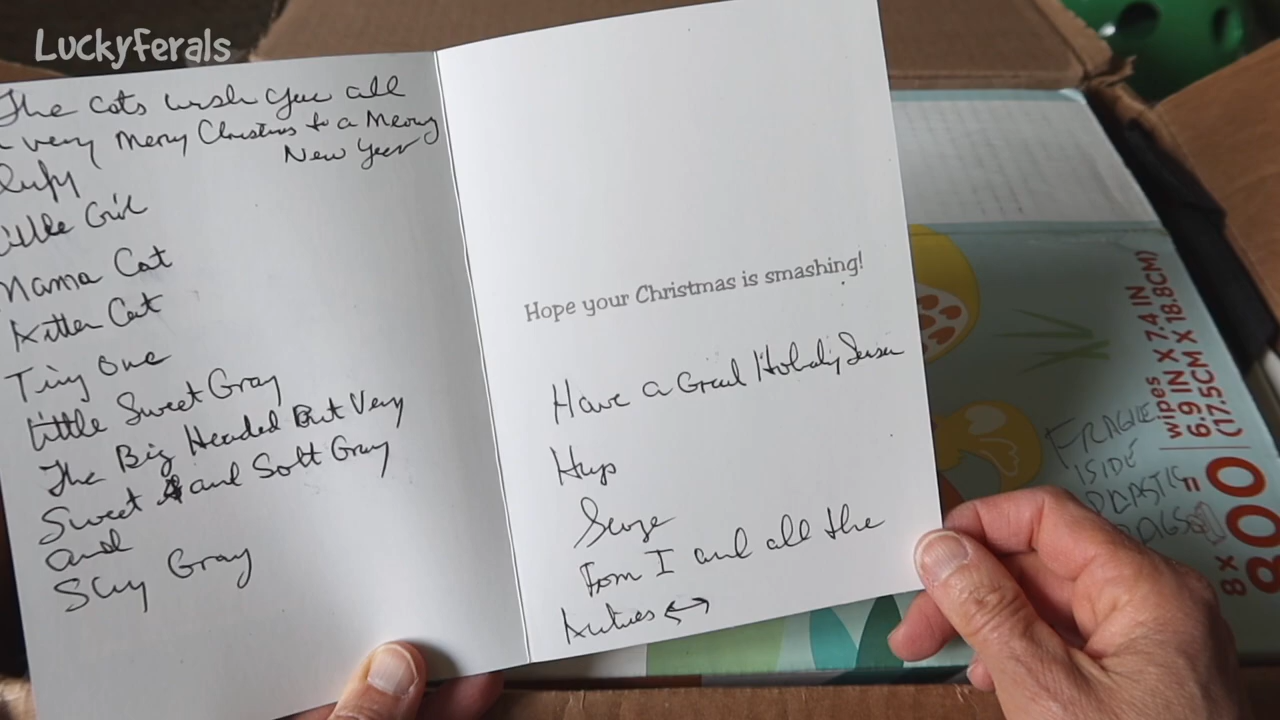 LuckyFerals
The cats wish you all
a very Merry Christmas to a Meowy
New Year
Little Girl
Mama Cat
Kitten Cat
Tiny One
Little Sweet Gray
The Big Headed But Very
Sweet and Soft Gray
and
Shy Gray
Hope your Christmas is smashing!
Have a Great Holiday Season
Hugs
From I and all the
Kitties ↔
FRAGILE
ISIDE
PLASTIC
BAGS
8 x 800 =
wipes
6.9 IN X 7.4 IN
(17.5CM X 18.8CM)